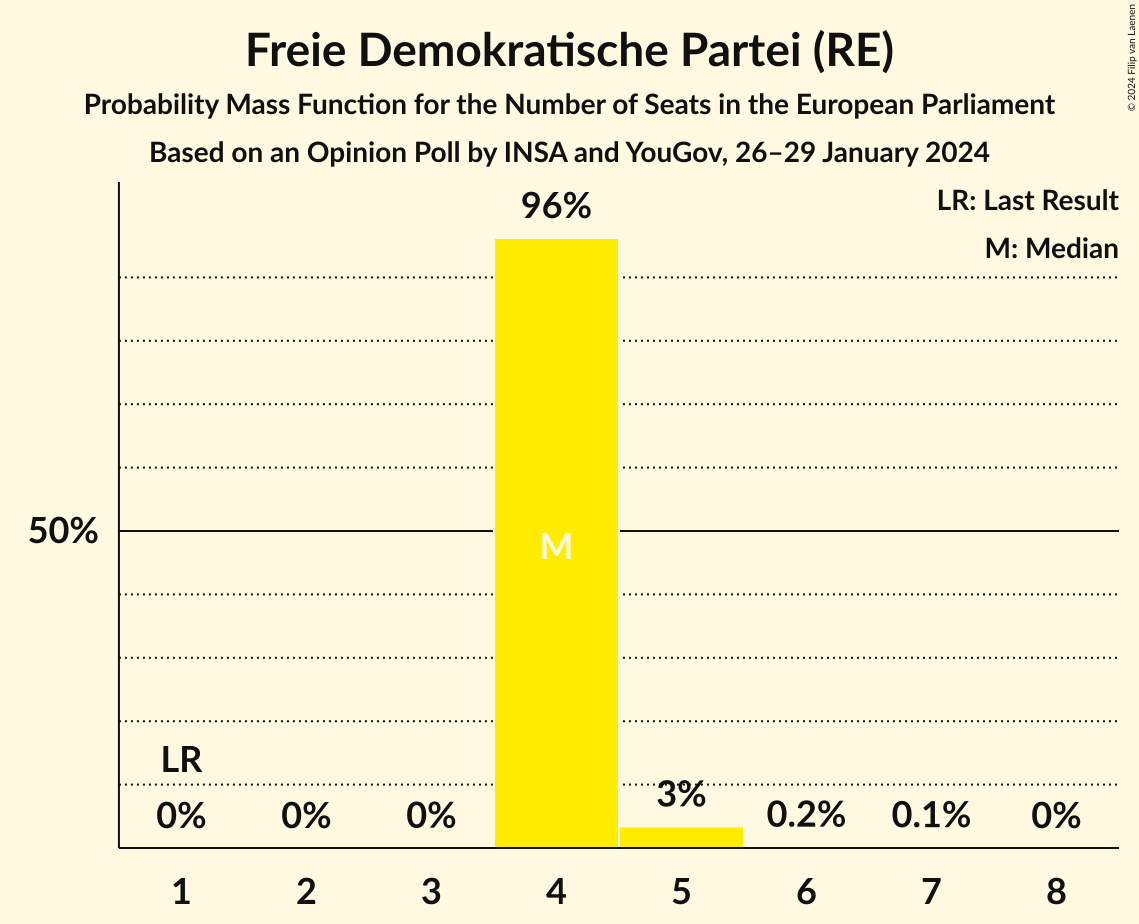 Freie Demokratische Partei (RE)
Probability Mass Function for the Number of Seats in the European Parliament
Based on an Opinion Poll by INSA and YouGov, 26–29 January 2024
© 2024 Filip van Laenen
LR: Last Result
M: Median
96%
50%
M
LR
0%
0%
0%
3%
0.2%
0.1%
0%
1
2
3
4
5
6
7
8